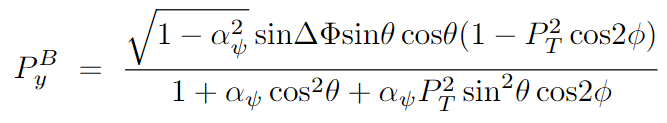 P_y^B = \frac{\sqrt{1 - \alpha_\psi^2} \sin\Delta\Phi \sin\theta \cos\theta (1 - P_T^2 \cos2\phi)}{1 + \alpha_\psi \cos^2\theta + \alpha_\psi P_T^2 \sin^2\theta \cos2\phi}